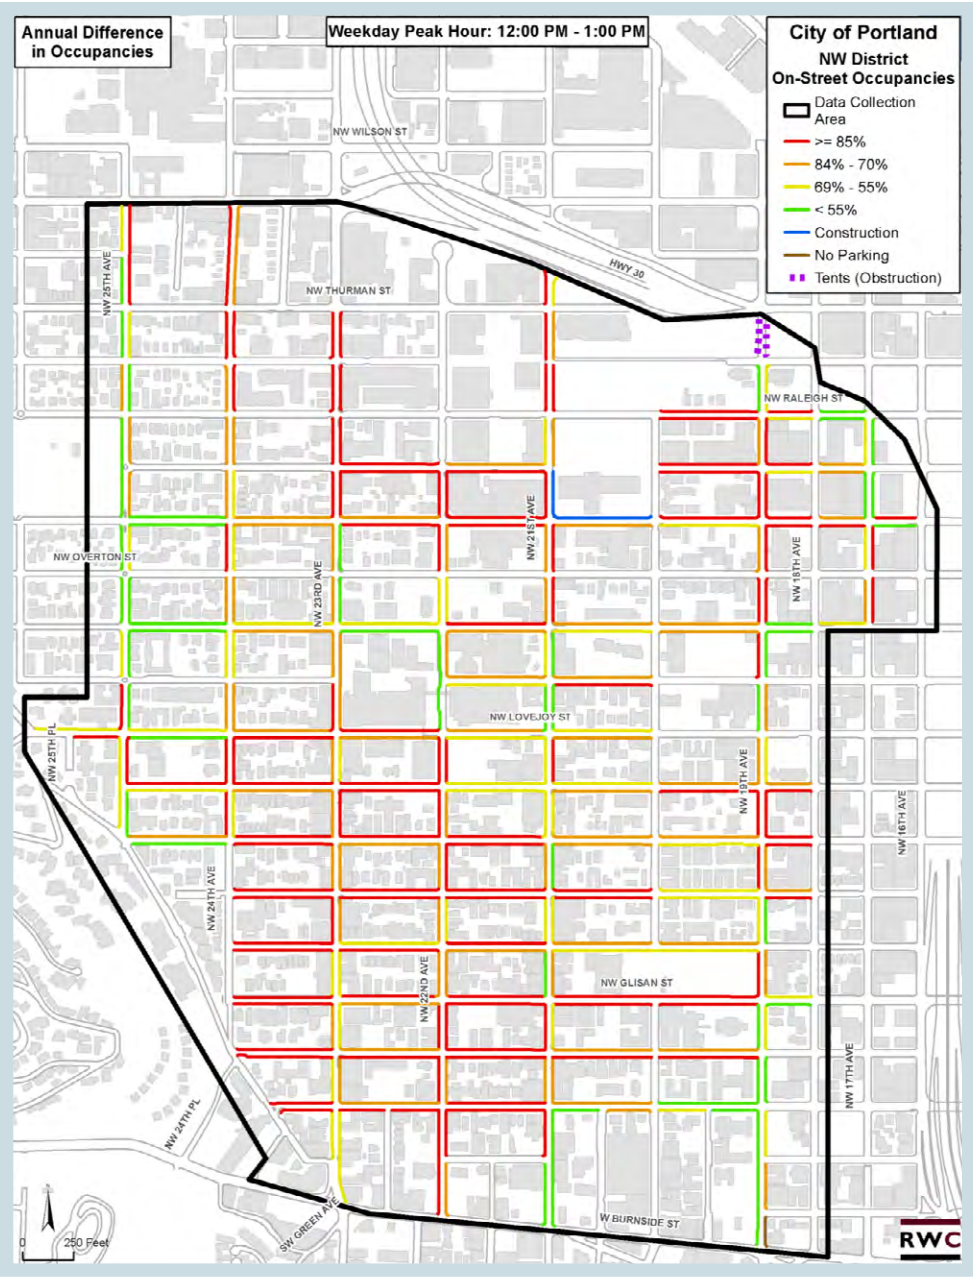 Annual Difference
in Occupancies
Weekday Peak Hour: 12:00 PM - 1:00 PM
City of Portland
NW District
On-Street Occupancies
Data Collection
Area
>= 85%
84% - 70%
69% - 55%
< 55%
Construction
No Parking
Tents (Obstruction)
NW WILSON ST
HWY 30
NW 25TH AVE
NW THURMAN ST
NW RALEIGH ST
NW 21ST AVE
NW OVERTON ST
NW 18TH AVE
NW 23RD AVE
NW LOVEJOY ST
NW 25TH PL
NW 19TH AVE
NW 16TH AVE
NW 24TH AVE
NW 22ND AVE
NW GLISAN ST
NW 17TH AVE
NW 24TH PL
SW GREEN AVE
W BURNSIDE ST
0 250 Feet
RWC